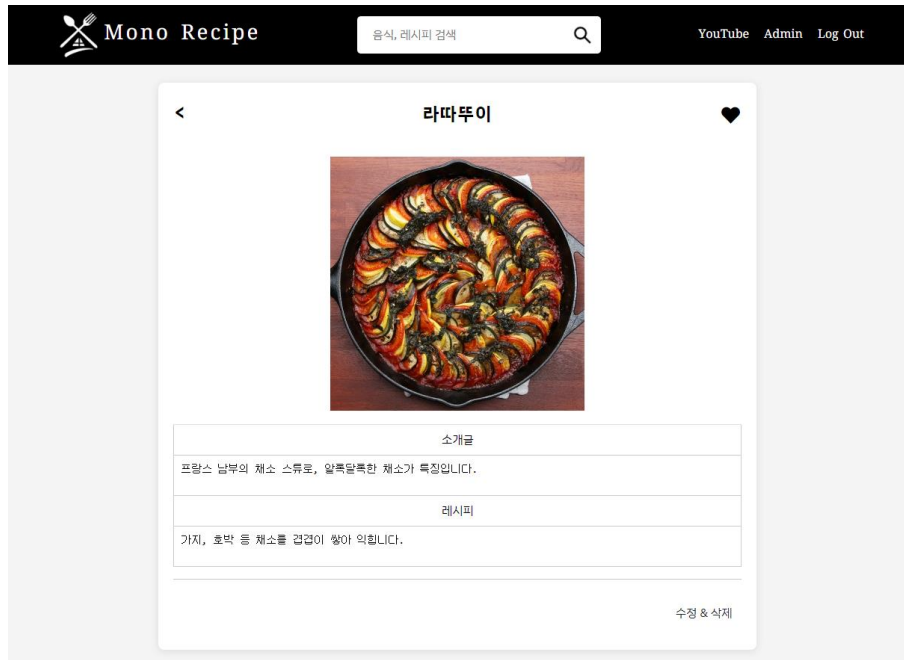 Mono Recipe
음식, 레시피 검색
YouTube Admin Log Out
<
라따뚜이
소개글
프랑스 남부의 채소 스튜로, 알록달록한 채소가 특징입니다.
레시피
가지, 호박 등 채소를 겹겹이 쌓아 익힙니다.
수정 & 삭제